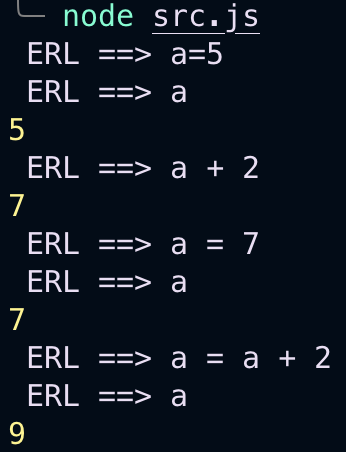 ╰─ node src.js
ERL ==> a=5
ERL ==> a
5
ERL ==> a + 2
7
ERL ==> a = 7
ERL ==> a
7
ERL ==> a = a + 2
ERL ==> a
9